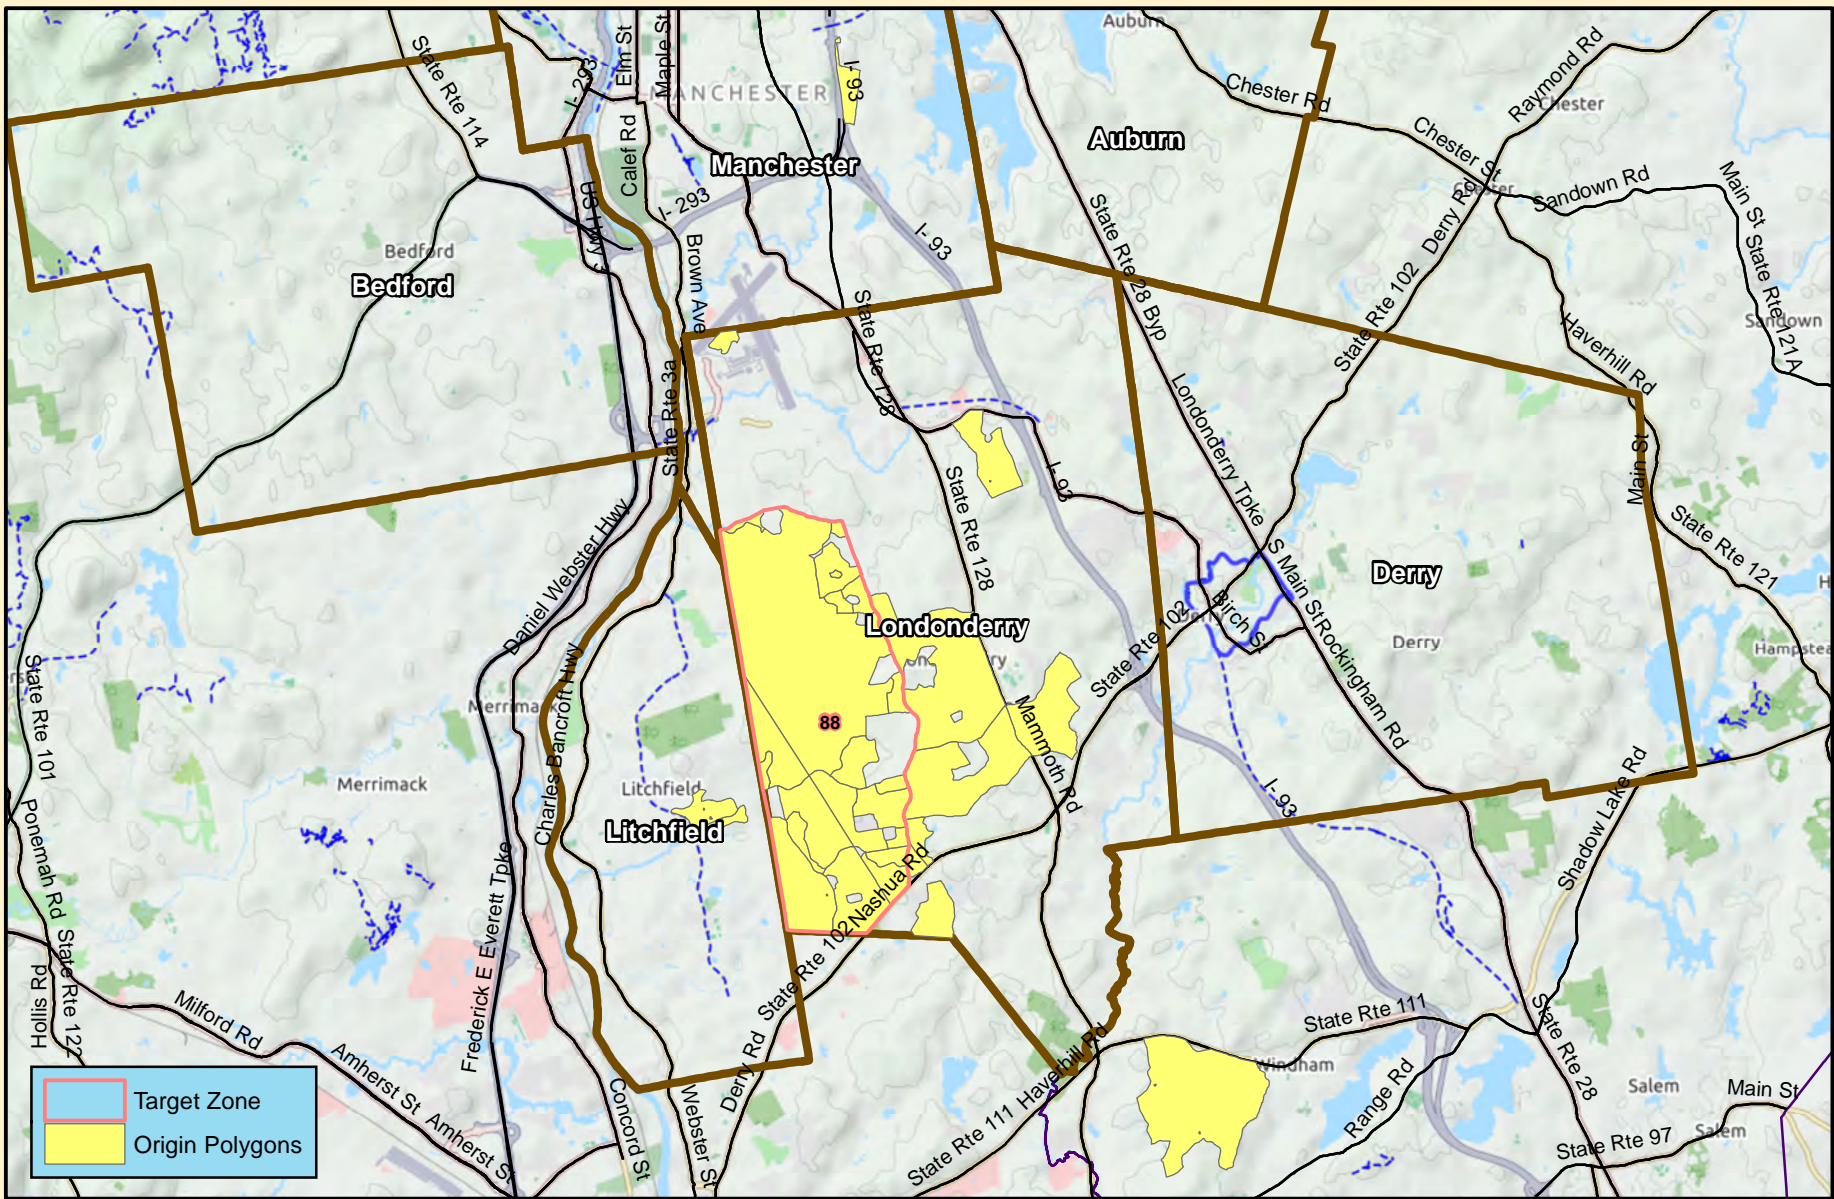 Auburn
State Rte 114
I- 293
Elm St
Maple St
I- 93
MANCHESTER
Chester Rd
Raymond Rd
Chester
Calef Rd
Manchester
Auburn
Chester St
Chester
Sandown Rd
Main St
State Rte 121A
US Hwy 3
I- 293
State Rte 28 Byp
Derry Rd
State Rte 102
Bedford
Bedford
Brown Ave
I- 93
State Rte 128
Sandown
Haverhill Rd
State Rte 3a
Londonderry Tpke
Main St
I- 93
State Rte 128
State Rte 121
Daniel Webster Hwy
S Main St
Derry
Birch St
Derry
Londonderry
State Rte 102
Derry
Rockingham Rd
Hampstea
State Rte 101
Merrimack
Charles Bancroft Hwy
88
Mammoth Rd
Merrimack
Litchfield
Litchfield
I- 93
Shadow Lake Rd
Ponemah Rd
State Rte 122
Hollis Rd
Frederick E Everett Tpke
Nashua Rd
State Rte 102
Milford Rd
Amherst St
Amherst St
Amherst St
Concord St
Webster St
Derry Rd
State Rte 111
Haverhill Rd
State Rte 111
Windham
Range Rd
State Rte 28
Salem
Main St
Salem
State Rte 97
Target Zone
Origin Polygons